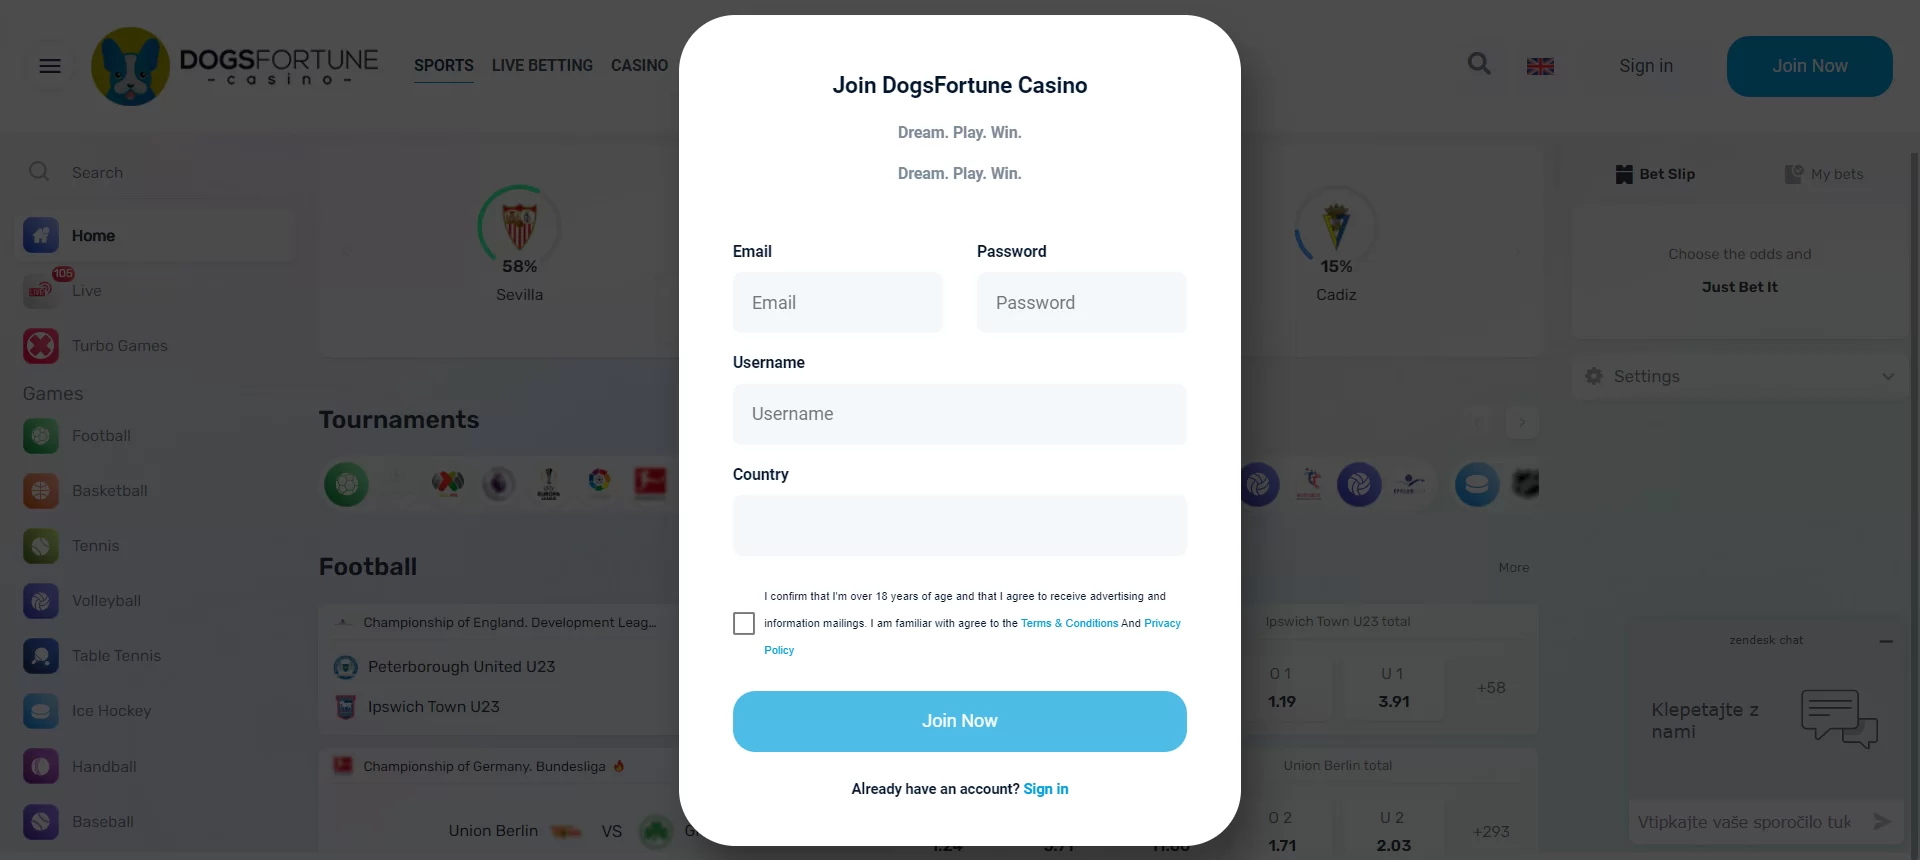 DOGSFORTUNE
- casino -
SPORTS
LIVE BETTING
CASINO
Sign in
Join Now
Search
Home
105
LIVE
Live
Turbo Games
Games
Football
Basketball
Tennis
Volleyball
Table Tennis
Ice Hockey
Handball
Baseball
58%
Sevilla
15%
Cadiz
Tournaments
Football
More
Championship of England. Development Leag...
Peterborough United U23
Ipswich Town U23
Championship of Germany. Bundesliga
Union Berlin
VS
Join DogsFortune Casino
Dream. Play. Win.
Dream. Play. Win.
Email
Password
Email
Password
Username
Username
Country
I confirm that I'm over 18 years of age and that I agree to receive advertising and
information mailings. I am familiar with agree to the Terms & Conditions And Privacy
Policy
Join Now
Already have an account? Sign in
Ipswich Town U23 total
O 1
U 1
1.19
3.91
+58
Union Berlin total
O 2
U 2
1.71
2.03
+293
Bet Slip
My bets
Choose the odds and
Just Bet It
Settings
zendesk chat
Klepetajte z
nami
Vtipkajte vaše sporočilo tuk